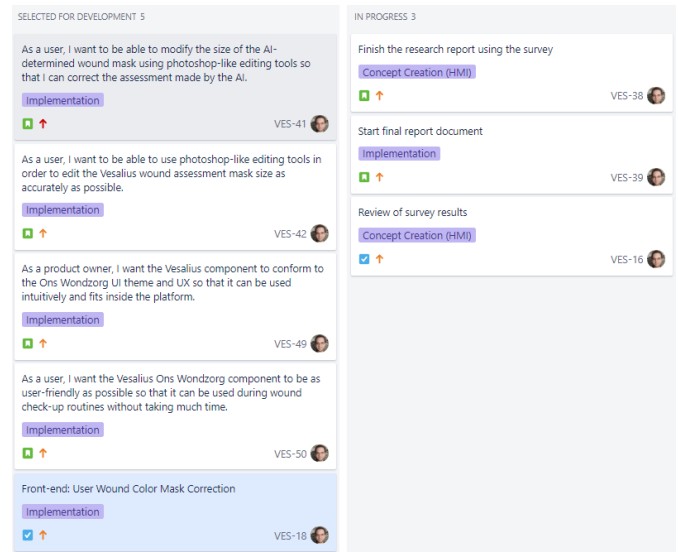 SELECTED FOR DEVELOPMENT 5
As a user, I want to be able to modify the size of the AI-
determined wound mask using photoshop-like editing tools so
that I can correct the assessment made by the AI.
Implementation
VES-41
As a user, I want to be able to use photoshop-like editing tools in
order to edit the Vesalius wound assessment mask size as
accurately as possible.
Implementation
VES-42
As a product owner, I want the Vesalius component to conform to
the Ons Wondzorg UI theme and UX so that it can be used
intuitively and fits inside the platform.
Implementation
VES-49
As a user, I want the Vesalius Ons Wondzorg component to be as
user-friendly as possible so that it can be used during wound
check-up routines without taking much time.
Implementation
VES-50
Front-end: User Wound Color Mask Correction
Implementation
VES-18
IN PROGRESS 3
Finish the research report using the survey
Concept Creation (HMI)
VES-38
Start final report document
Implementation
VES-39
Review of survey results
Concept Creation (HMI)
VES-16